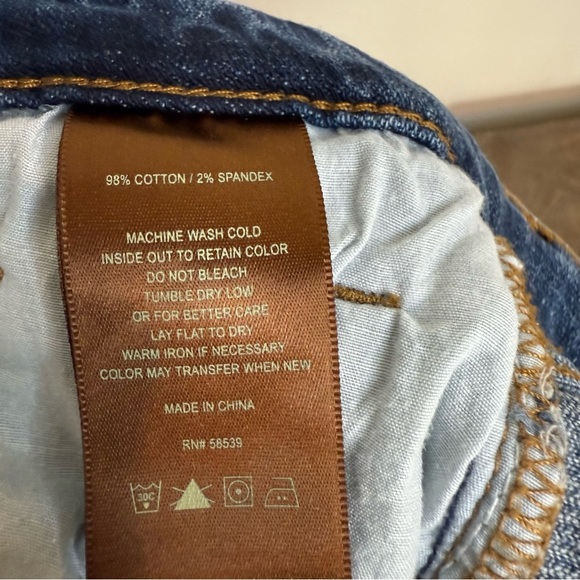 98% COTTON / 2% SPANDEX
MACHINE WASH COLD
INSIDE OUT TO RETAIN COLOR
DO NOT BLEACH
TUMBLE DRY LOW
OR FOR BETTER CARE
LAY FLAT TO DRY
WARM IRON IF NECESSARY
COLOR MAY TRANSFER WHEN NEW
MADE IN CHINA
RN# 58539
30C